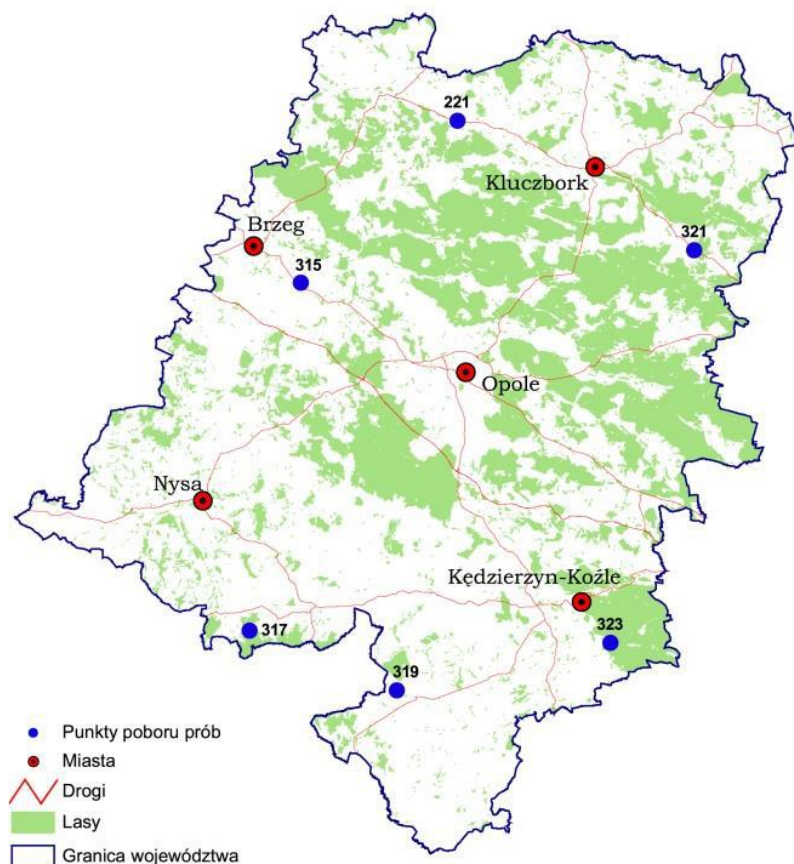 221
Kluczbork
Brzeg
321
315
Opole
Nysa
Kędzierzyn-Koźle
317
323
319
Punkty poboru prób
Miasta
Drogi
Lasy
Granica województwa